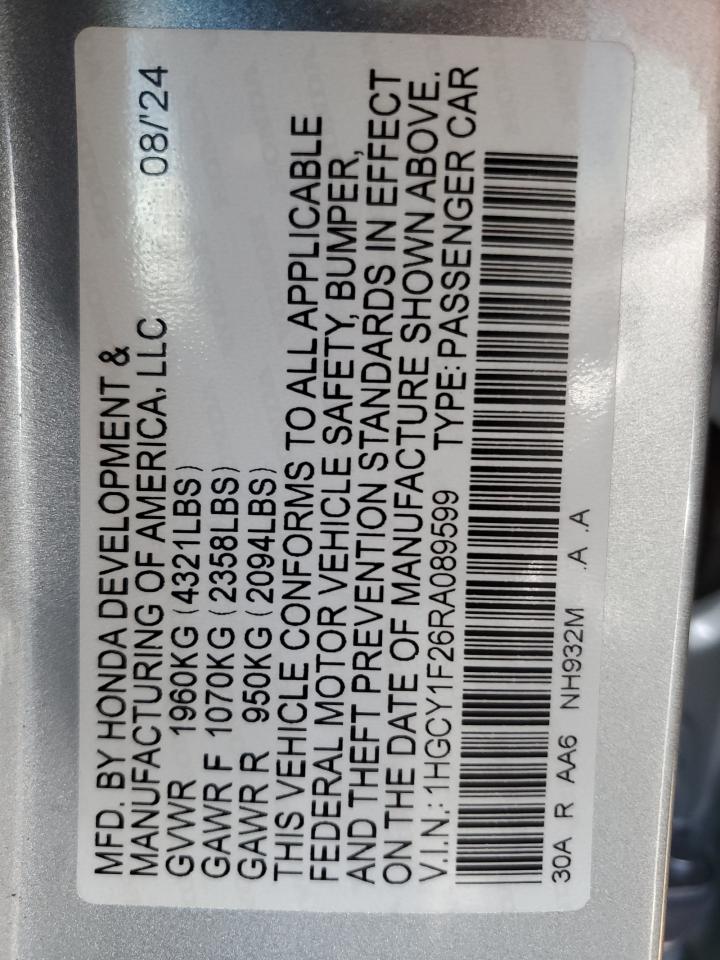 MFD. BY HONDA DEVELOPMENT &
MANUFACTURING OF AMERICA, LLC 08/'24
GVWR 1960KG (4321LBS)
GAWR F 1070KG (2358LBS)
GAWR R 950KG (2094LBS)
THIS VEHICLE CONFORMS TO ALL APPLICABLE
FEDERAL MOTOR VEHICLE SAFETY, BUMPER,
AND THEFT PREVENTION STANDARDS IN EFFECT
ON THE DATE OF MANUFACTURE SHOWN ABOVE.
V.I.N.: 1HGCY1F26RA089599 TYPE: PASSENGER CAR
30A R AA6 NH932M .A .A